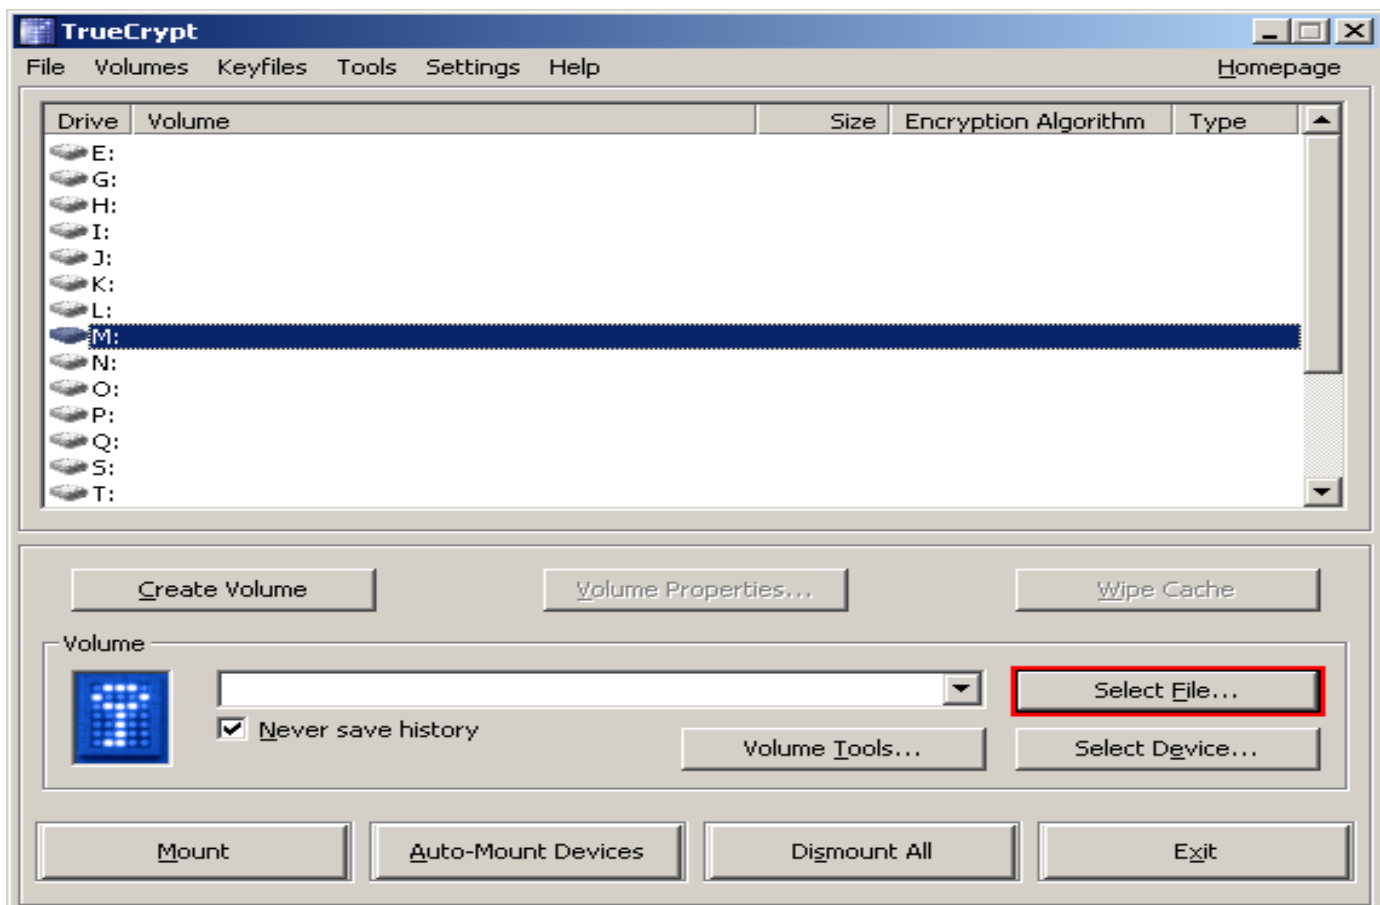 TrueCrypt
File Volumes Keyfiles Tools Settings Help Homepage
Drive Volume Size Encryption Algorithm Type
E:
G:
H:
I:
J:
K:
L:
M:
N:
O:
P:
Q:
S:
T:
Create Volume Volume Properties... Wipe Cache
Volume
Select File...
Never save history
Volume Tools... Select Device...
Mount Auto-Mount Devices Dismount All Exit